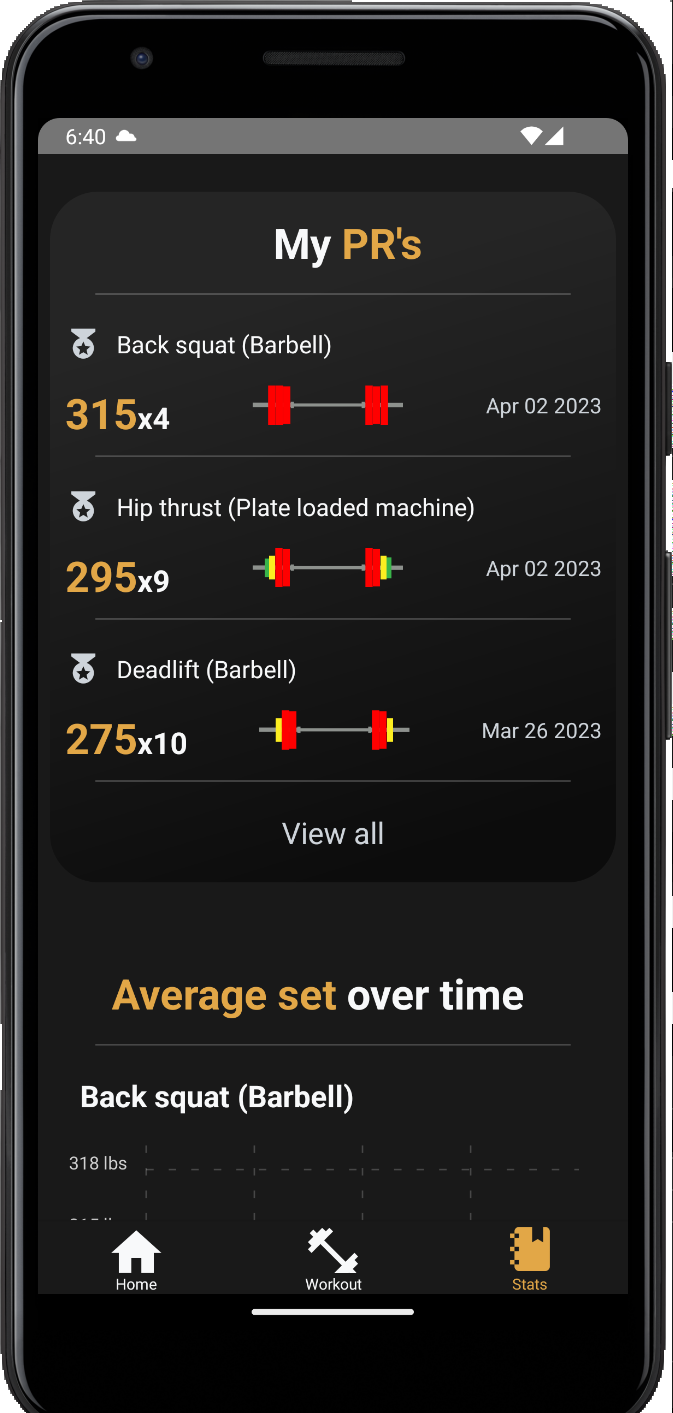 6:40
My PR's
Back squat (Barbell)
315x4
Apr 02 2023
Hip thrust (Plate loaded machine)
295x9
Apr 02 2023
Deadlift (Barbell)
275x10
Mar 26 2023
View all
Average set over time
Back squat (Barbell)
318 lbs
Home
Workout
Stats